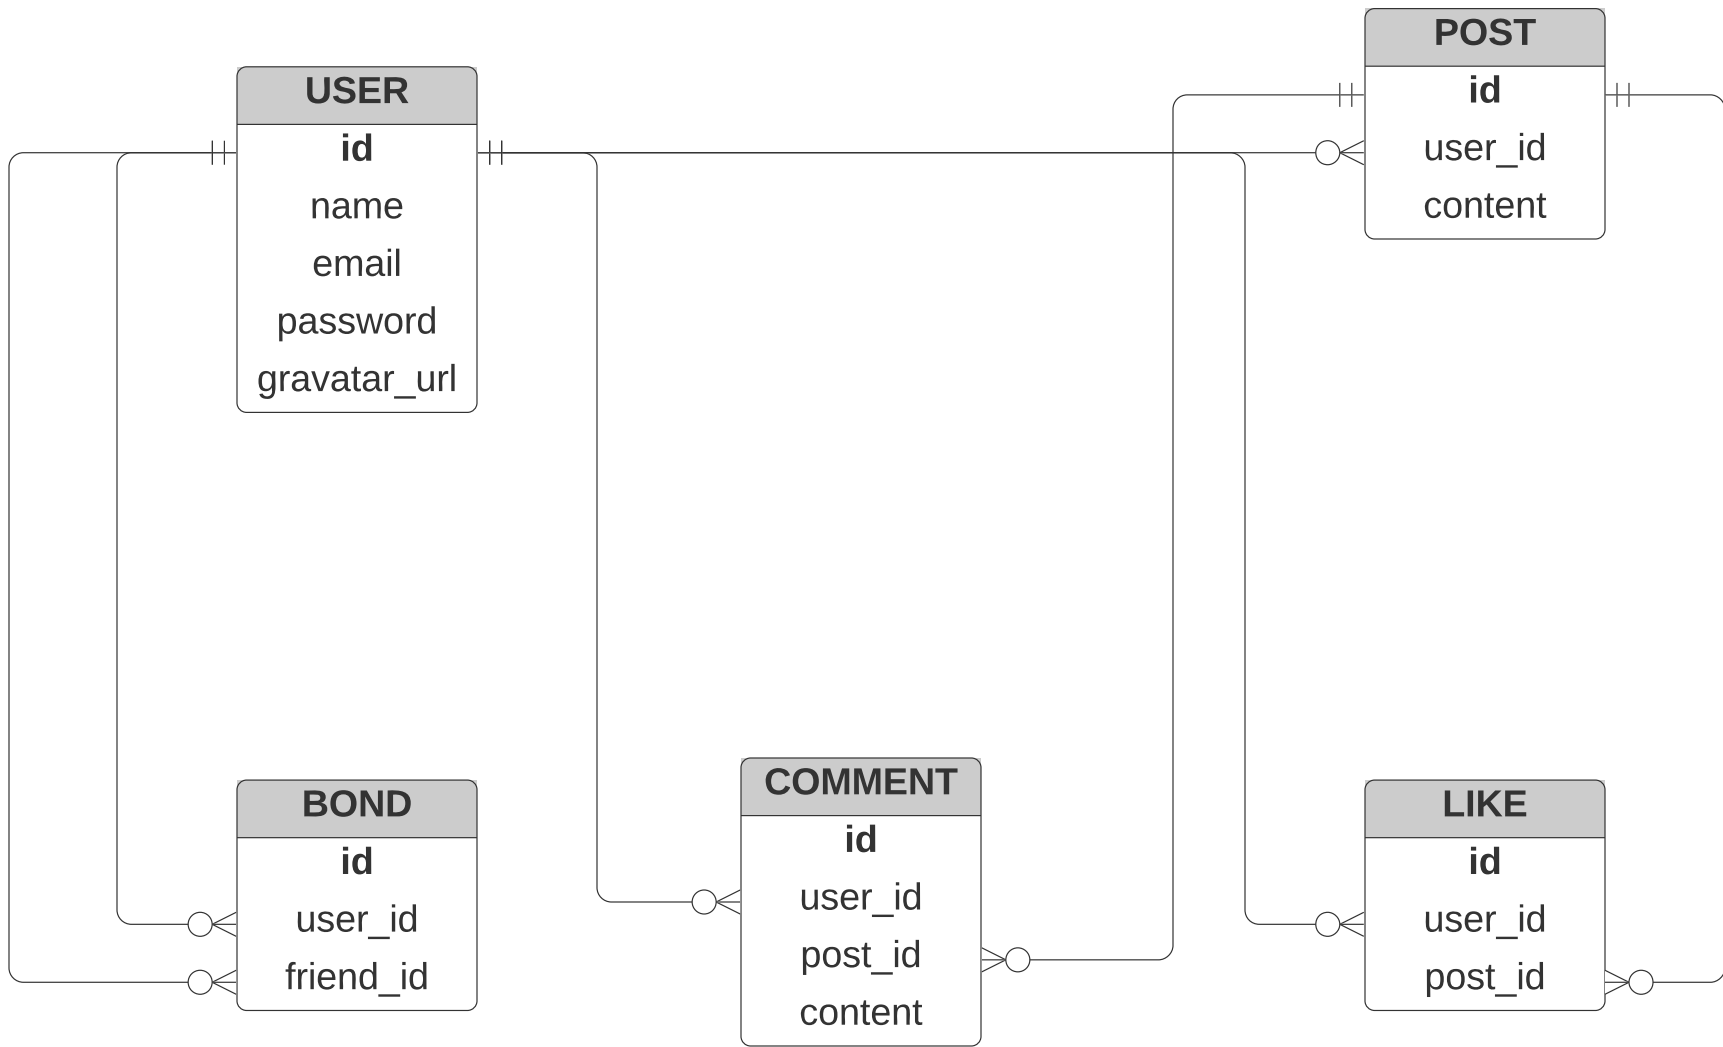 USER
id
name
email
password
gravatar_url
POST
id
user_id
content
BOND
id
user_id
friend_id
COMMENT
id
user_id
post_id
content
LIKE
id
user_id
post_id